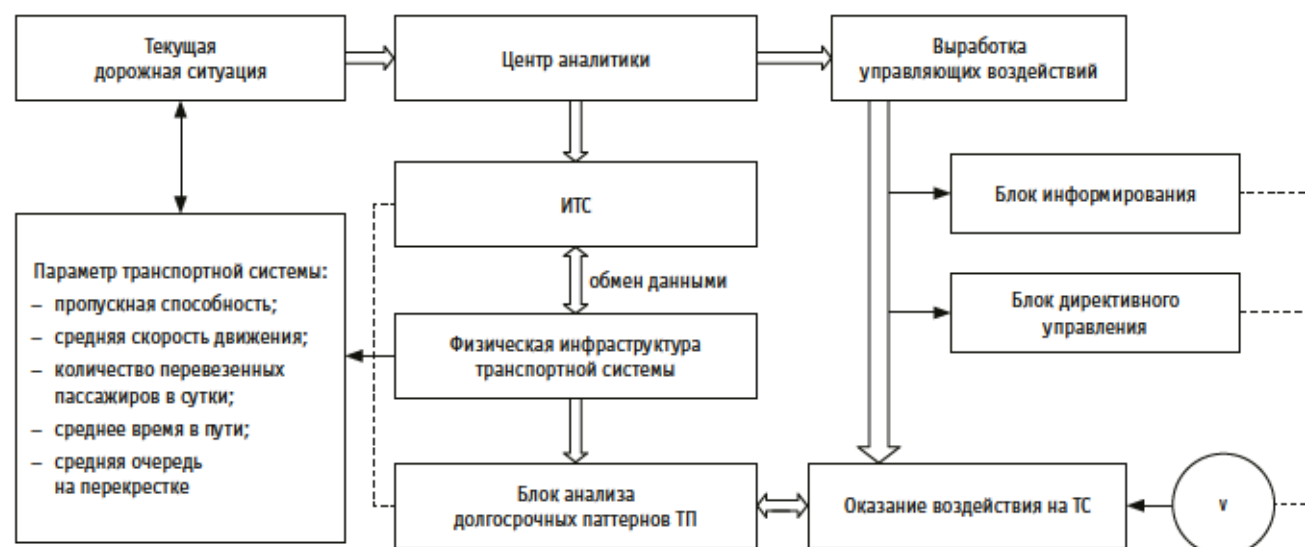 Текущая
дорожная ситуация
Центр аналитики
Выработка
управляющих воздействий
ИТС
Блок информирования
обмен данными
Параметр транспортной системы:
– пропускная способность;
– средняя скорость движения;
– количество перевезенных
пассажиров в сутки;
– среднее время в пути;
– средняя очередь
на перекрестке
Блок директивного
управления
Физическая инфраструктура
транспортной системы
Блок анализа
долгосрочных паттернов ТП
Оказание воздействия на ТС
v